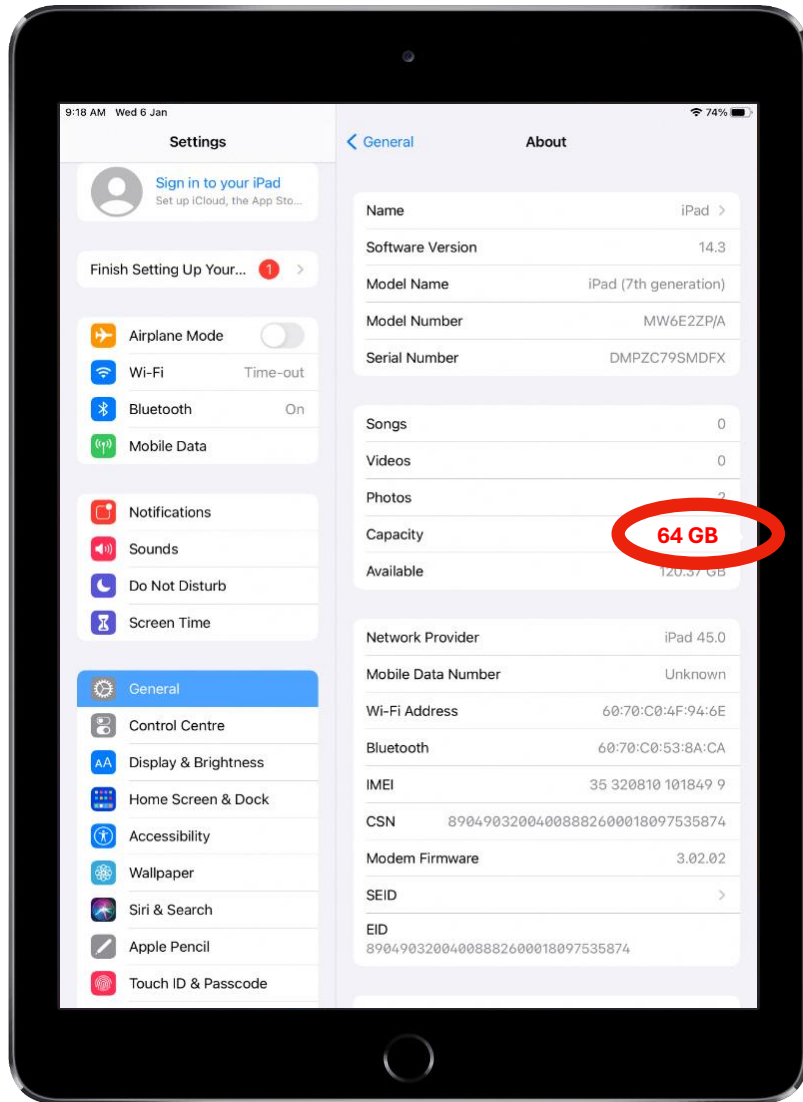 9:18 AM Wed 6 Jan
74%
Settings
Sign in to your iPad
Set up iCloud, the App Sto...
Finish Setting Up Your... 1
Airplane Mode
Wi-Fi Time-out
Bluetooth On
Mobile Data
Notifications
Sounds
Do Not Disturb
Screen Time
General
Control Centre
AA Display & Brightness
Home Screen & Dock
Accessibility
Wallpaper
Siri & Search
Apple Pencil
Touch ID & Passcode
General About
Name iPad
Software Version 14.3
Model Name iPad (7th generation)
Model Number MW6E2ZP/A
Serial Number DMPZC79SMDFX
Songs 0
Videos 0
Photos 2
Capacity 64 GB
Available 120.37 GB
Network Provider iPad 45.0
Mobile Data Number Unknown
Wi-Fi Address 60:70:C0:4F:94:6E
Bluetooth 60:70:C0:53:8A:CA
IMEI 35 320810 101849 9
CSN 89049032004008882600018097535874
Modem Firmware 3.02.02
SEID
EID
89049032004008882600018097535874